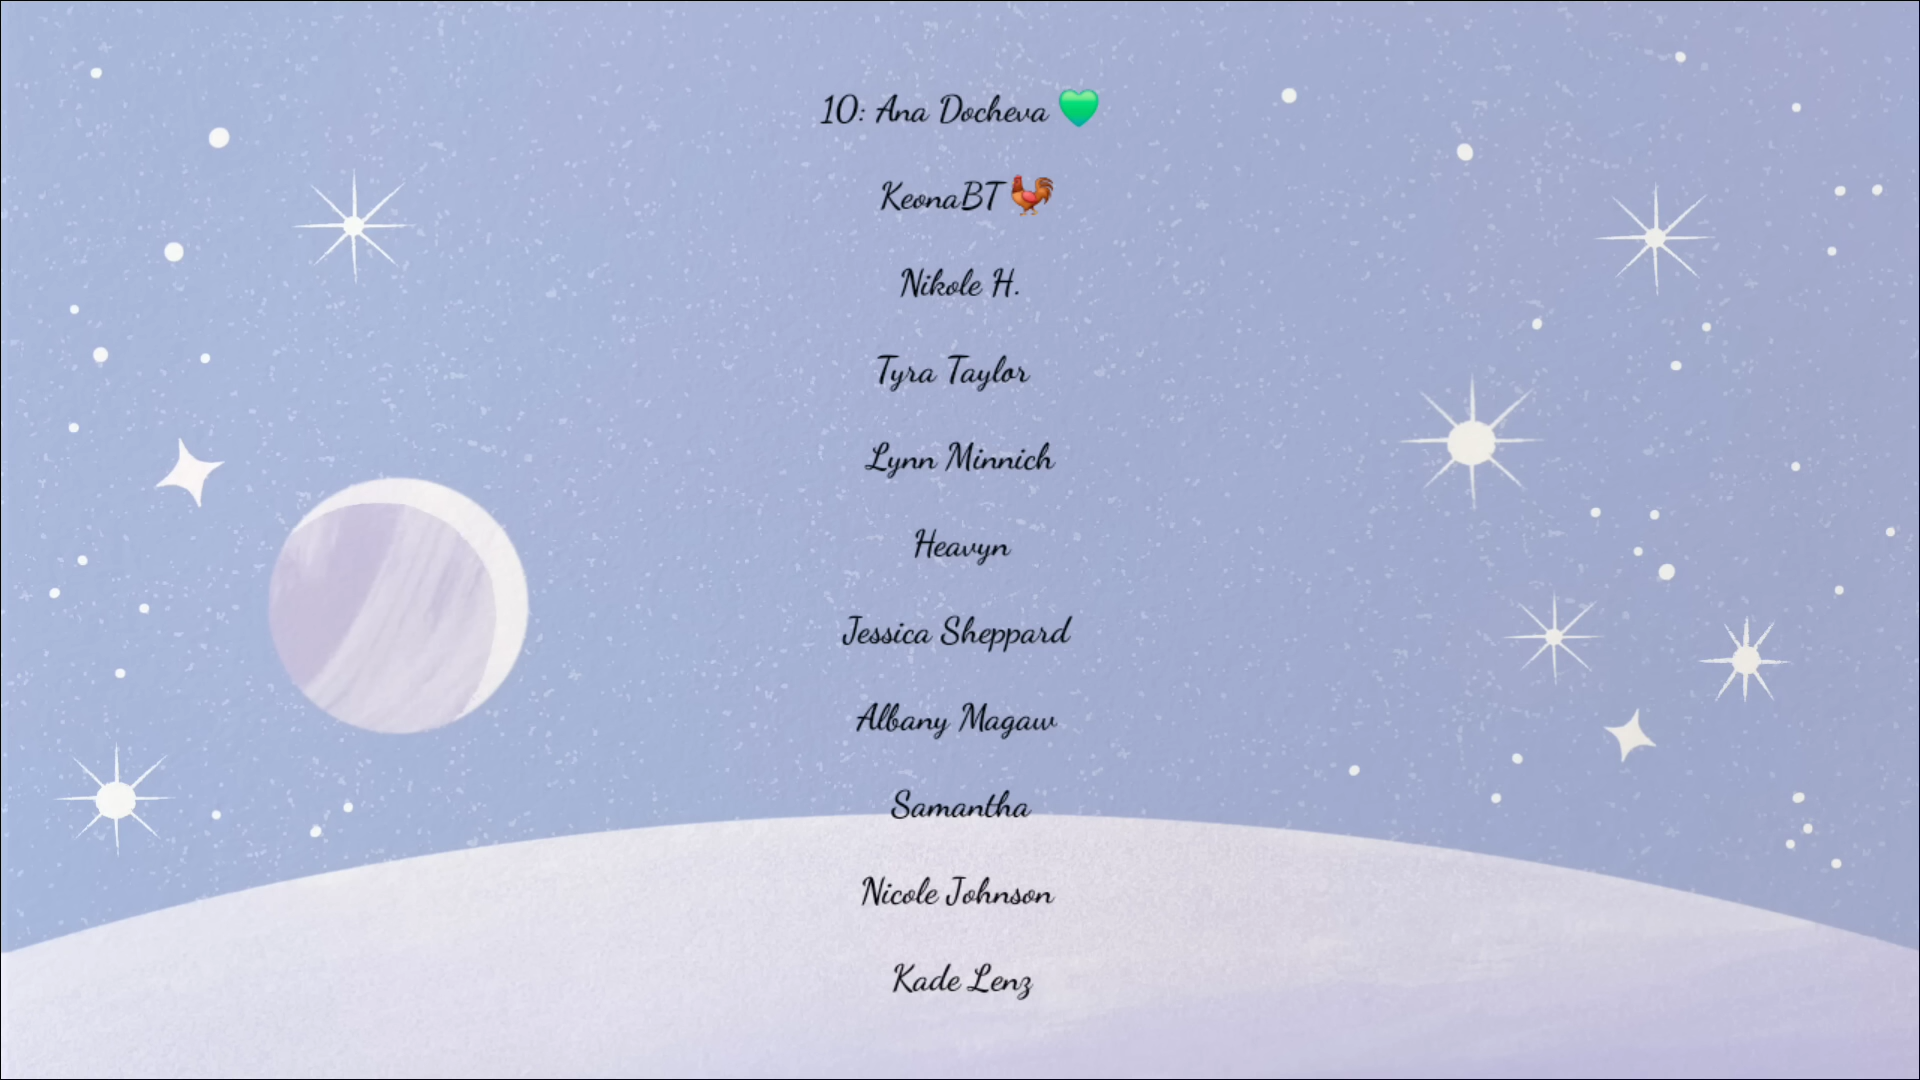 10: Ana Docheva 💚
KeonaBT🐓
Nikole H.
Tyra Taylor
Lynn Minnich
Heavyn
Jessica Sheppard
Albany Magaw
Samantha
Nicole Johnson
Kade Lenz